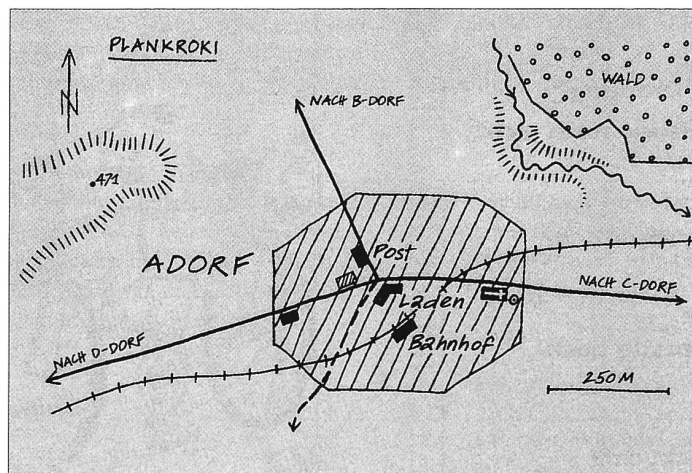 PLANKROKI
N
WALD
NACH B-DORF
471
Post
ADORF
Laden
NACH C-DORF
Bahnhof
NACH D-DORF
250 M